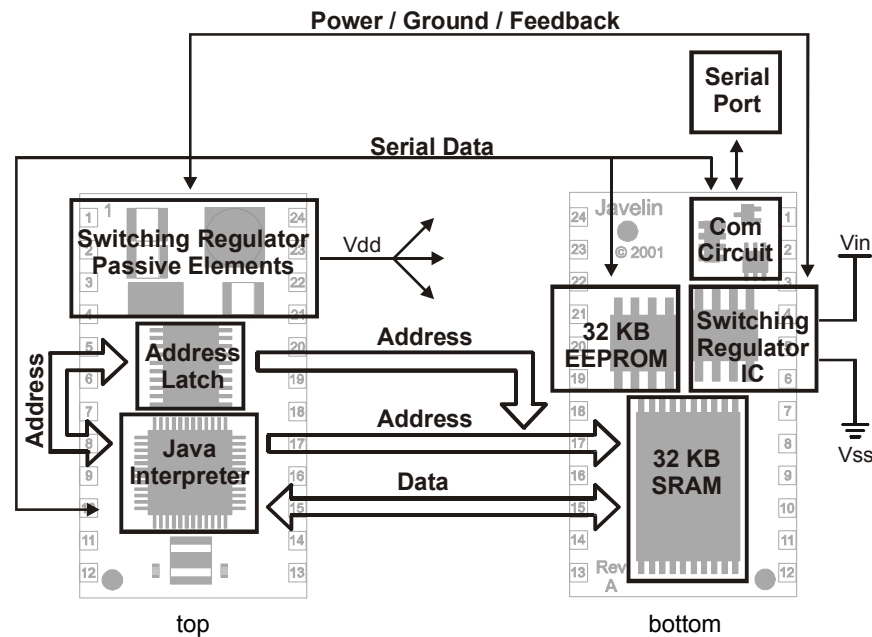 Power / Ground / Feedback
Serial
Port
Serial Data
1
1
24
Switching Regulator
Passive Elements
2
23
3
22
4
21
Vdd
24
Javelin
© 2001
23
22
Com
Circuit
1
2
3
Vin
Address
Latch
5
20
6
19
Address
Address
21
20
19
32 KB
EEPROM
Switching
Regulator
IC
4
5
6
7
18
8
17
9
16
10
15
11
14
12
13
Java
Interpreter
Address
Data
18
17
16
15
14
13
32 KB
SRAM
7
8
9
10
11
12
Vss
Rev
A
top
bottom